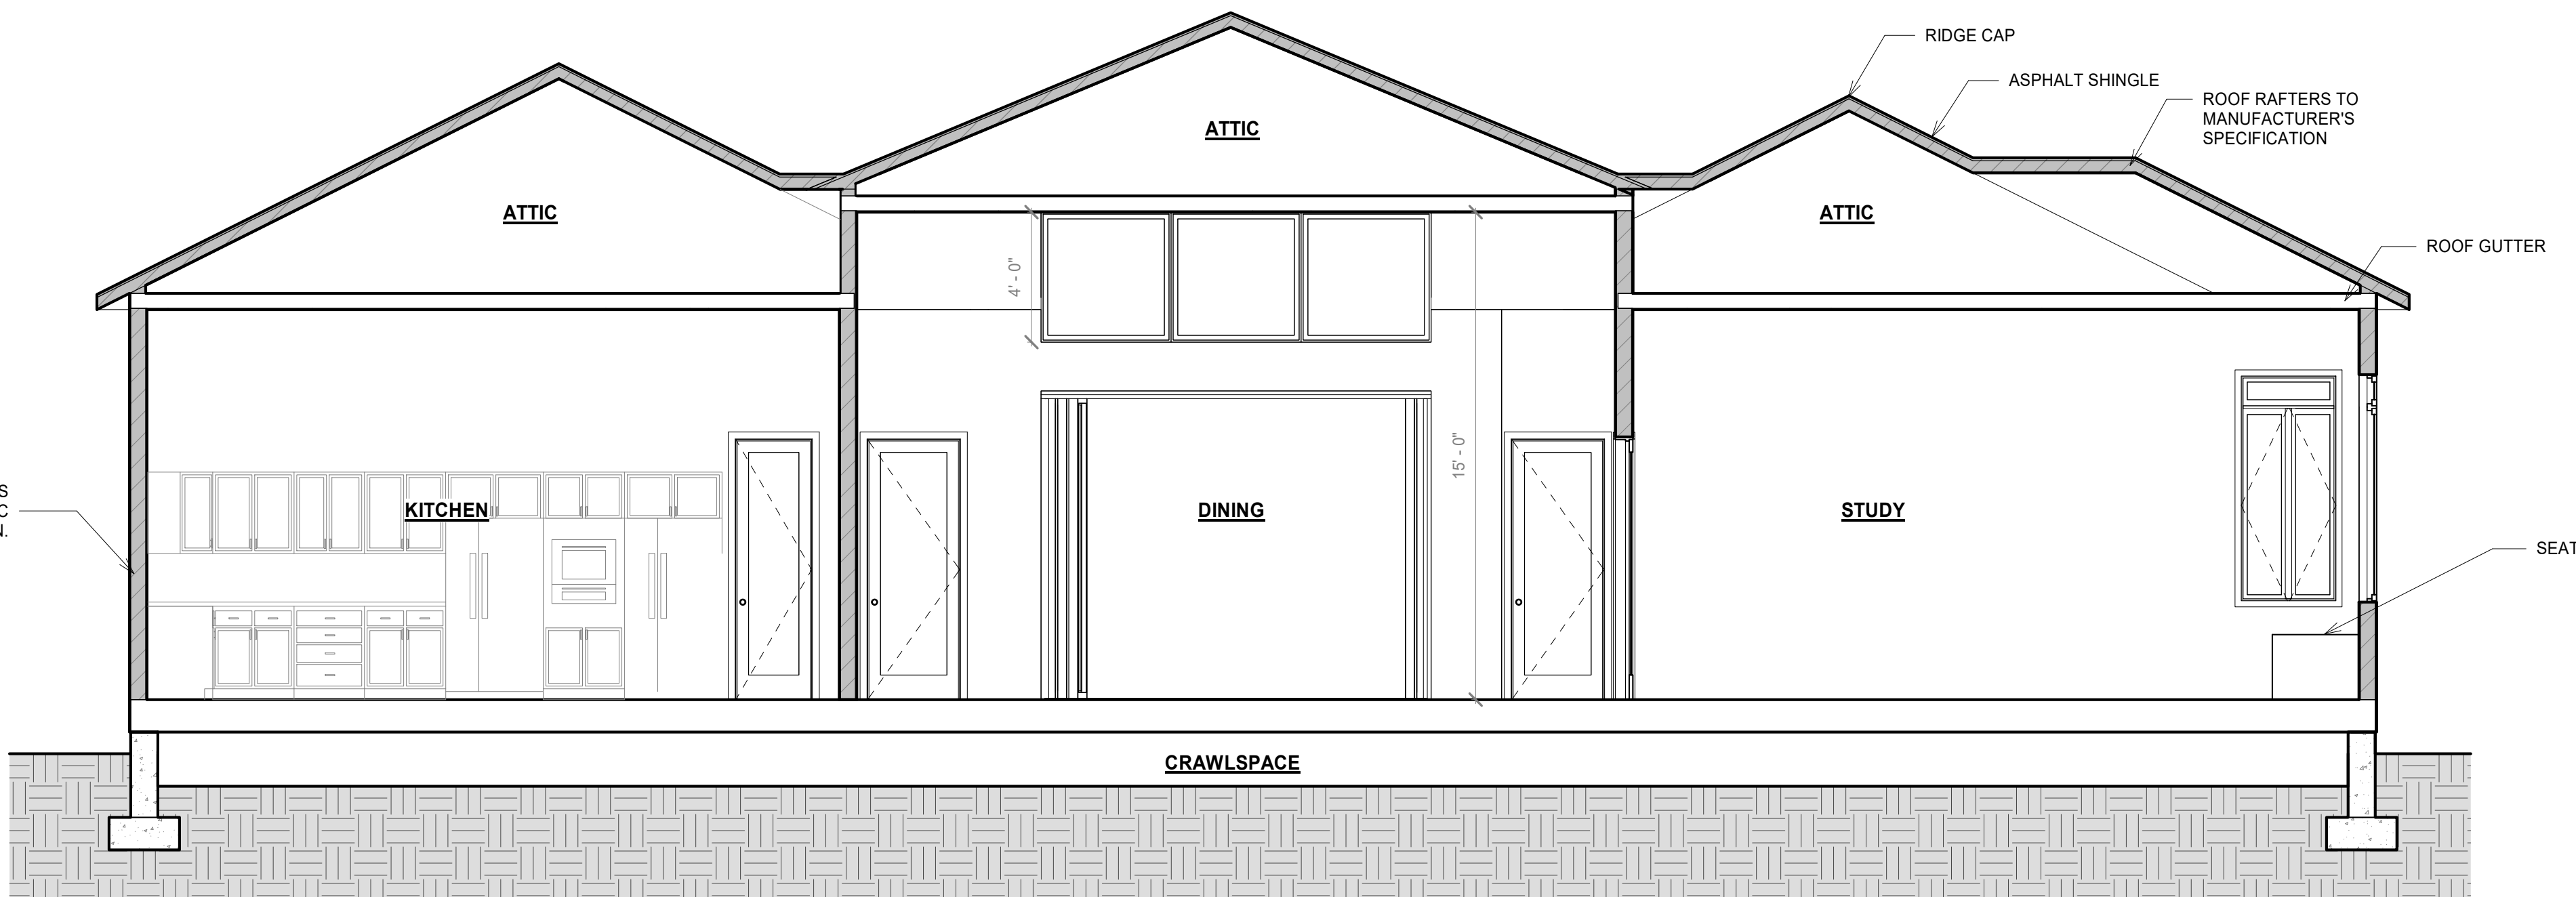 RIDGE CAP
ASPHALT SHINGLE
ROOF RAFTERS TO
MANUFACTURER'S
SPECIFICATION
ATTIC
ATTIC
ATTIC
ROOF GUTTER
4' - 0"
15' - 0"
S
C
N.
KITCHEN
DINING
STUDY
SEAT
CRAWLSPACE